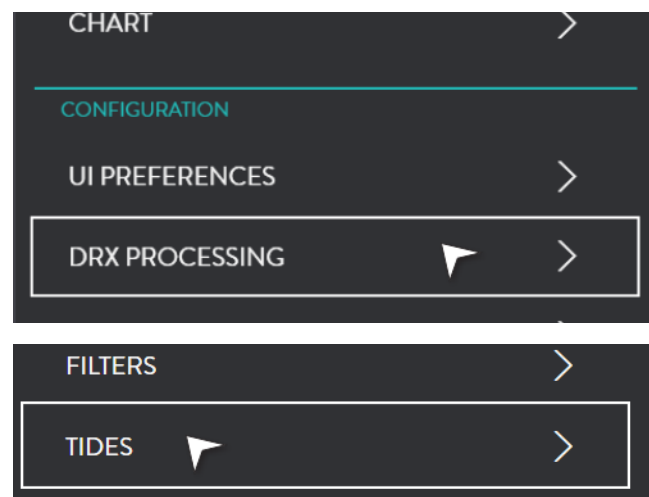 CHART
CONFIGURATION
UI PREFERENCES
DRX PROCESSING
FILTERS
TIDES